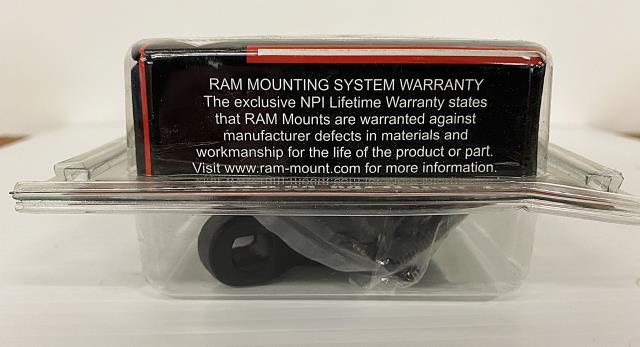 RAM MOUNTING SYSTEM WARRANTY
The exclusive NPI Lifetime Warranty states
that RAM Mounts are warranted against
manufacturer defects in materials and
workmanship for the life of the product or part.
Visit www.ram-mount.com for more information.